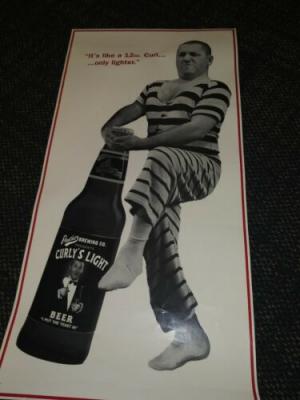 "It's like a 12oz. Curl...
...only lighter."
BREWING CO.
CURLY'S LIGHT
BEER